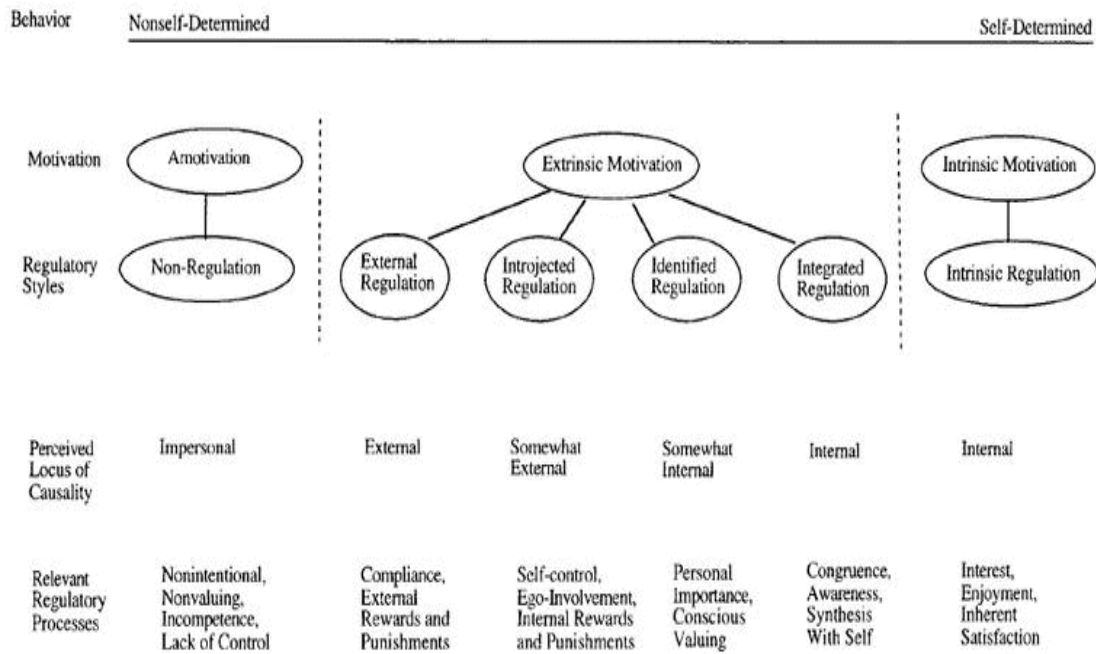 Behavior Nonself-Determined Self-Determined
Motivation Amotivation Extrinsic Motivation Intrinsic Motivation
Regulatory
Styles
Non-Regulation
External
Regulation
Introjected
Regulation
Identified
Regulation
Integrated
Regulation
Intrinsic Regulation
Perceived
Locus of
Causality
Impersonal
External
Somewhat
External
Somewhat
Internal
Internal
Internal
Relevant
Regulatory
Processes
Nonintentional,
Nonvaluing,
Incompetence,
Lack of Control
Compliance,
External
Rewards and
Punishments
Self-control,
Ego-Involvement,
Internal Rewards
and Punishments
Personal
Importance,
Conscious
Valuing
Congruence,
Awareness,
Synthesis
With Self
Interest,
Enjoyment,
Inherent
Satisfaction